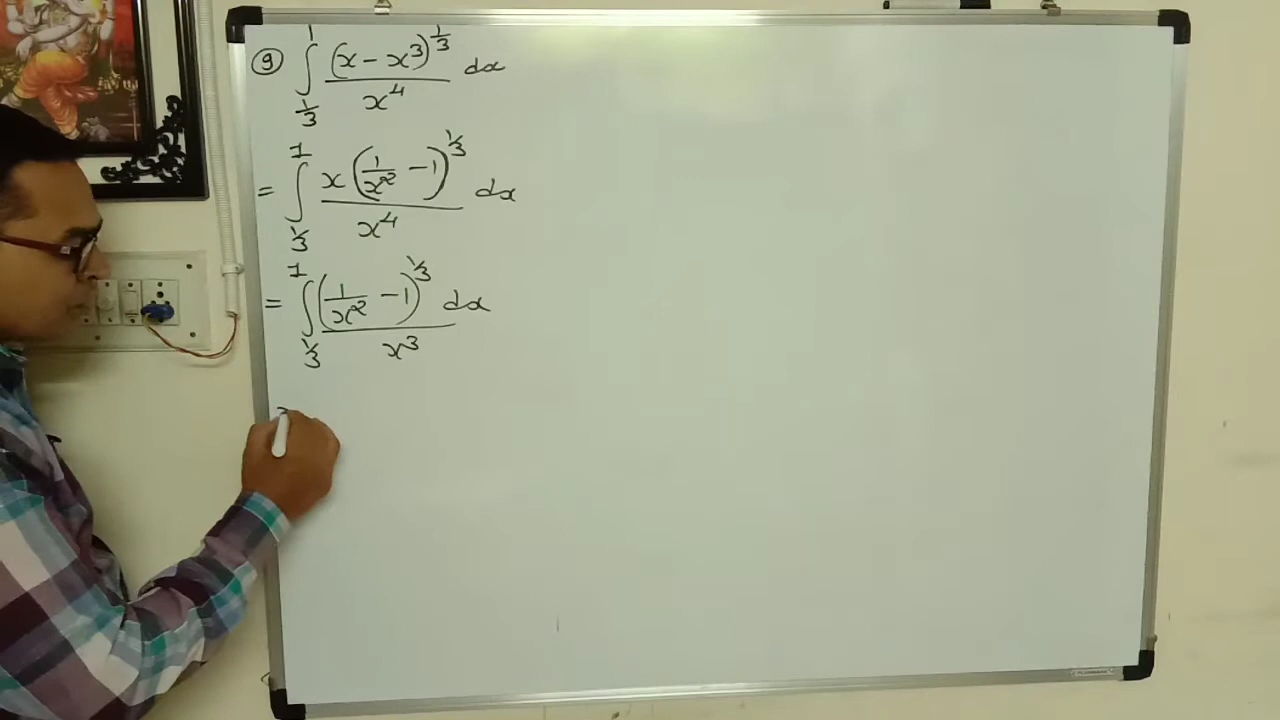 ⑨ ∫_{1/3}^{1} (x - x³)^{1/3} / x⁴ dx
= ∫_{1/3}^{1} x (1/x² - 1)^{1/3} / x⁴ dx
= ∫_{1/3}^{1} (1/x² - 1)^{1/3} / x³ dx